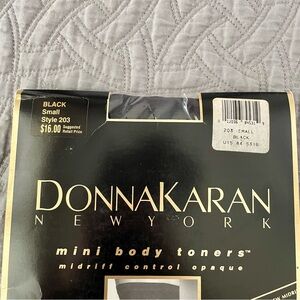 BLACK
Small
Style 203
$16.00 Suggested Retail Price
203 SMALL
BLACK
DONNAKARAN
NEW YORK
mini body toners™
midriff control opaque